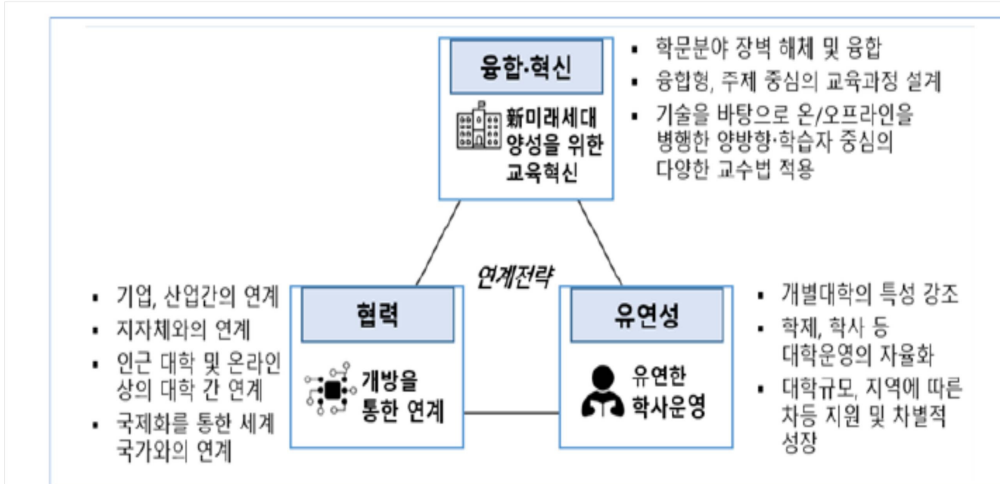 융합·혁신
新미래세대
양성을 위한
교육혁신
▪ 학문분야 장벽 해체 및 융합
▪ 융합형, 주제 중심의 교육과정 설계
▪ 기술을 바탕으로 온/오프라인을
병행한 양방향·학습자 중심의
다양한 교수법 적용
연계전략
▪ 기업, 산업간의 연계
▪ 지자체와의 연계
▪ 인근 대학 및 온라인
상의 대학 간 연계
▪ 국제화를 통한 세계
국가와의 연계
협력
개방을
통한 연계
유연성
유연한
학사운영
▪ 개별대학의 특성 강조
▪ 학제, 학사 등
대학운영의 자율화
▪ 대학규모, 지역에 따른
차등 지원 및 차별적
성장